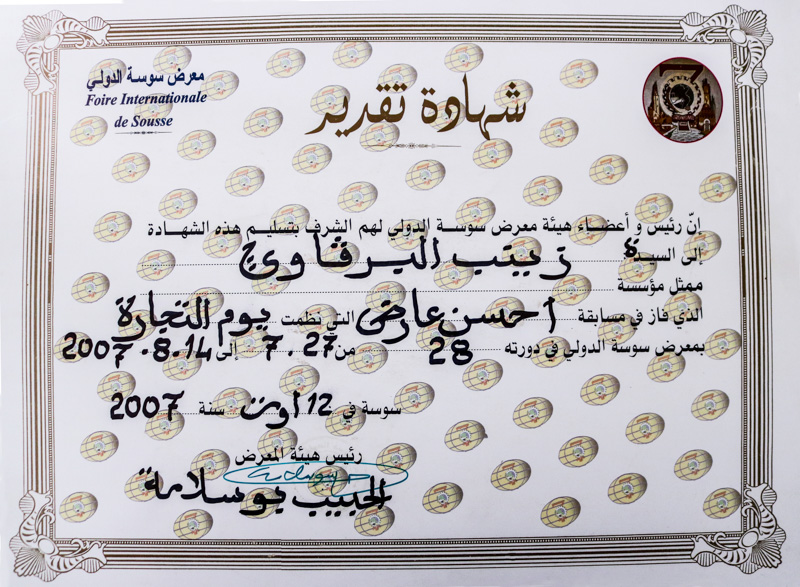 معرض سوسة الدولي
Foire Internationale
de Sousse
شهادة تقدير
إنّ رئيس و أعضاء هيئة معرض سوسة الدولي لهم الشرف بتسليم هذه الشهادة
إلى السيدة زينب البرقاوي
ممثل مؤسسة
الذي فاز في مسابقة أحسن عارض التي نظمت يوم التجارة
بمعرض سوسة الدولي في دورته 28 من 7.27 إلى 2007.8.14
سوسة في 12 أوت سنة 2007
رئيس هيئة المعرض
الحبيب بوسلامة